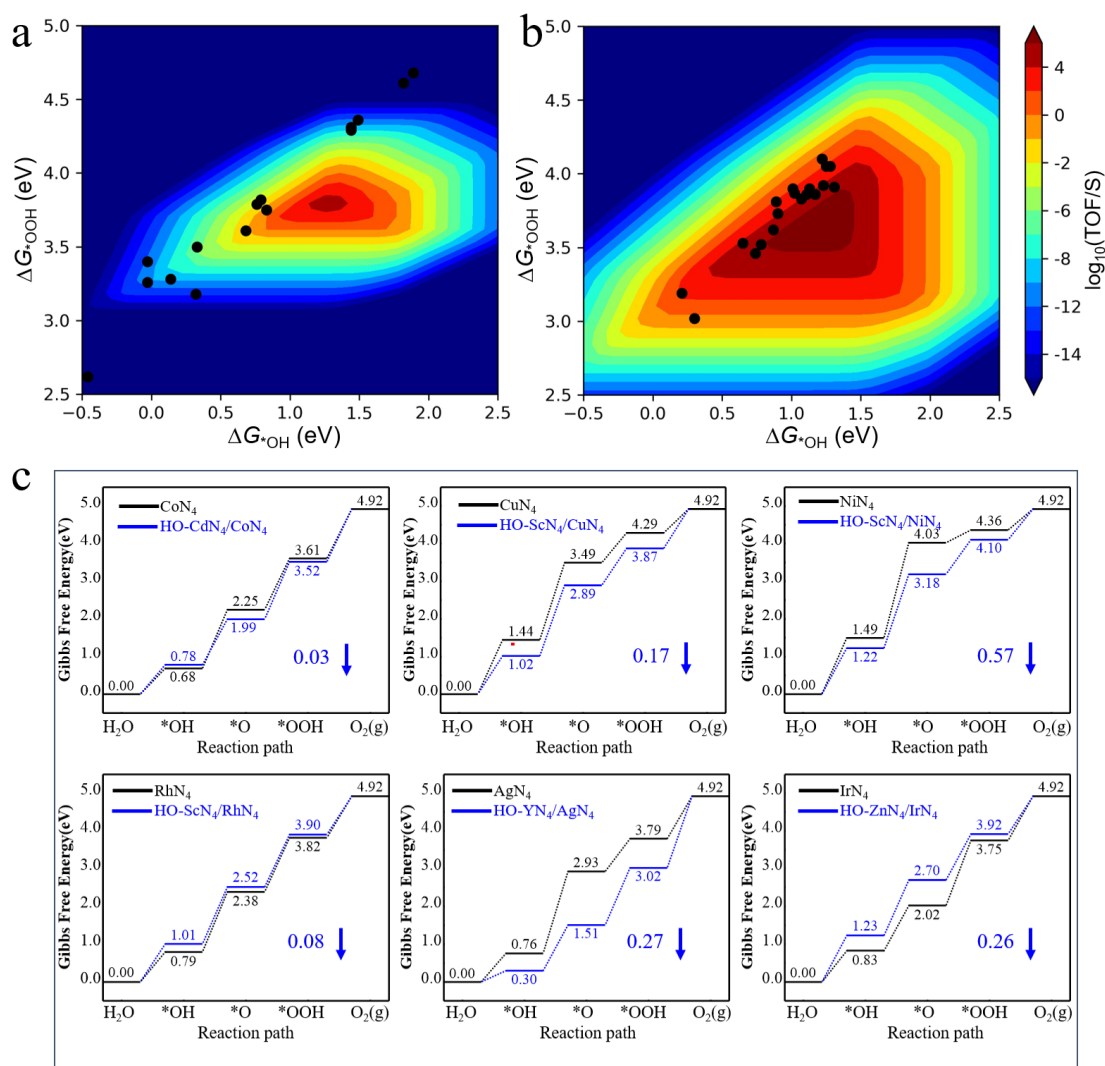 a
b
5.0
4.5
4.0
3.5
3.0
2.5
ΔG*OOH (eV)
−0.5 0.0 0.5 1.0 1.5 2.0 2.5
ΔG*OH (eV)
5.0
4.5
4.0
3.5
3.0
2.5
ΔG*OOH (eV)
−0.5 0.0 0.5 1.0 1.5 2.0 2.5
ΔG*OH (eV)
4
1
-2
-6
-7
-9
-12
-14
log10(TOF/S)
c
CoN4
HO-CdN4/CoN4
5.0
4.0
3.0
2.0
1.0
0.0
Gibbs Free Energy(eV)
0.00
0.78
0.68
2.25
1.99
3.61
3.52
4.92
0.03
H2O *OH *O *OOH O2(g)
Reaction path
CuN4
HO-ScN4/CuN4
5.0
4.0
3.0
2.0
1.0
0.0
Gibbs Free Energy(eV)
0.00
1.44
1.02
3.49
2.89
4.29
3.87
4.92
0.17
H2O *OH *O *OOH O2(g)
Reaction path
NiN4
HO-ScN4/NiN4
5.0
4.0
3.0
2.0
1.0
0.0
Gibbs Free Energy(eV)
0.00
1.49
1.22
4.03
3.18
4.36
4.10
4.92
0.57
H2O *OH *O *OOH O2(g)
Reaction path
RhN4
HO-ScN4/RhN4
5.0
4.0
3.0
2.0
1.0
0.0
Gibbs Free Energy(eV)
0.00
1.01
0.79
2.52
2.38
3.90
3.82
4.92
0.08
H2O *OH *O *OOH O2(g)
Reaction path
AgN4
HO-YN4/AgN4
5.0
4.0
3.0
2.0
1.0
0.0
Gibbs Free Energy(eV)
0.00
0.76
0.30
2.93
1.51
3.79
3.02
4.92
0.27
H2O *OH *O *OOH O2(g)
Reaction path
IrN4
HO-ZnN4/IrN4
5.0
4.0
3.0
2.0
1.0
0.0
Gibbs Free Energy(eV)
0.00
1.23
0.83
2.70
2.02
3.92
3.75
4.92
0.26
H2O *OH *O *OOH O2(g)
Reaction path